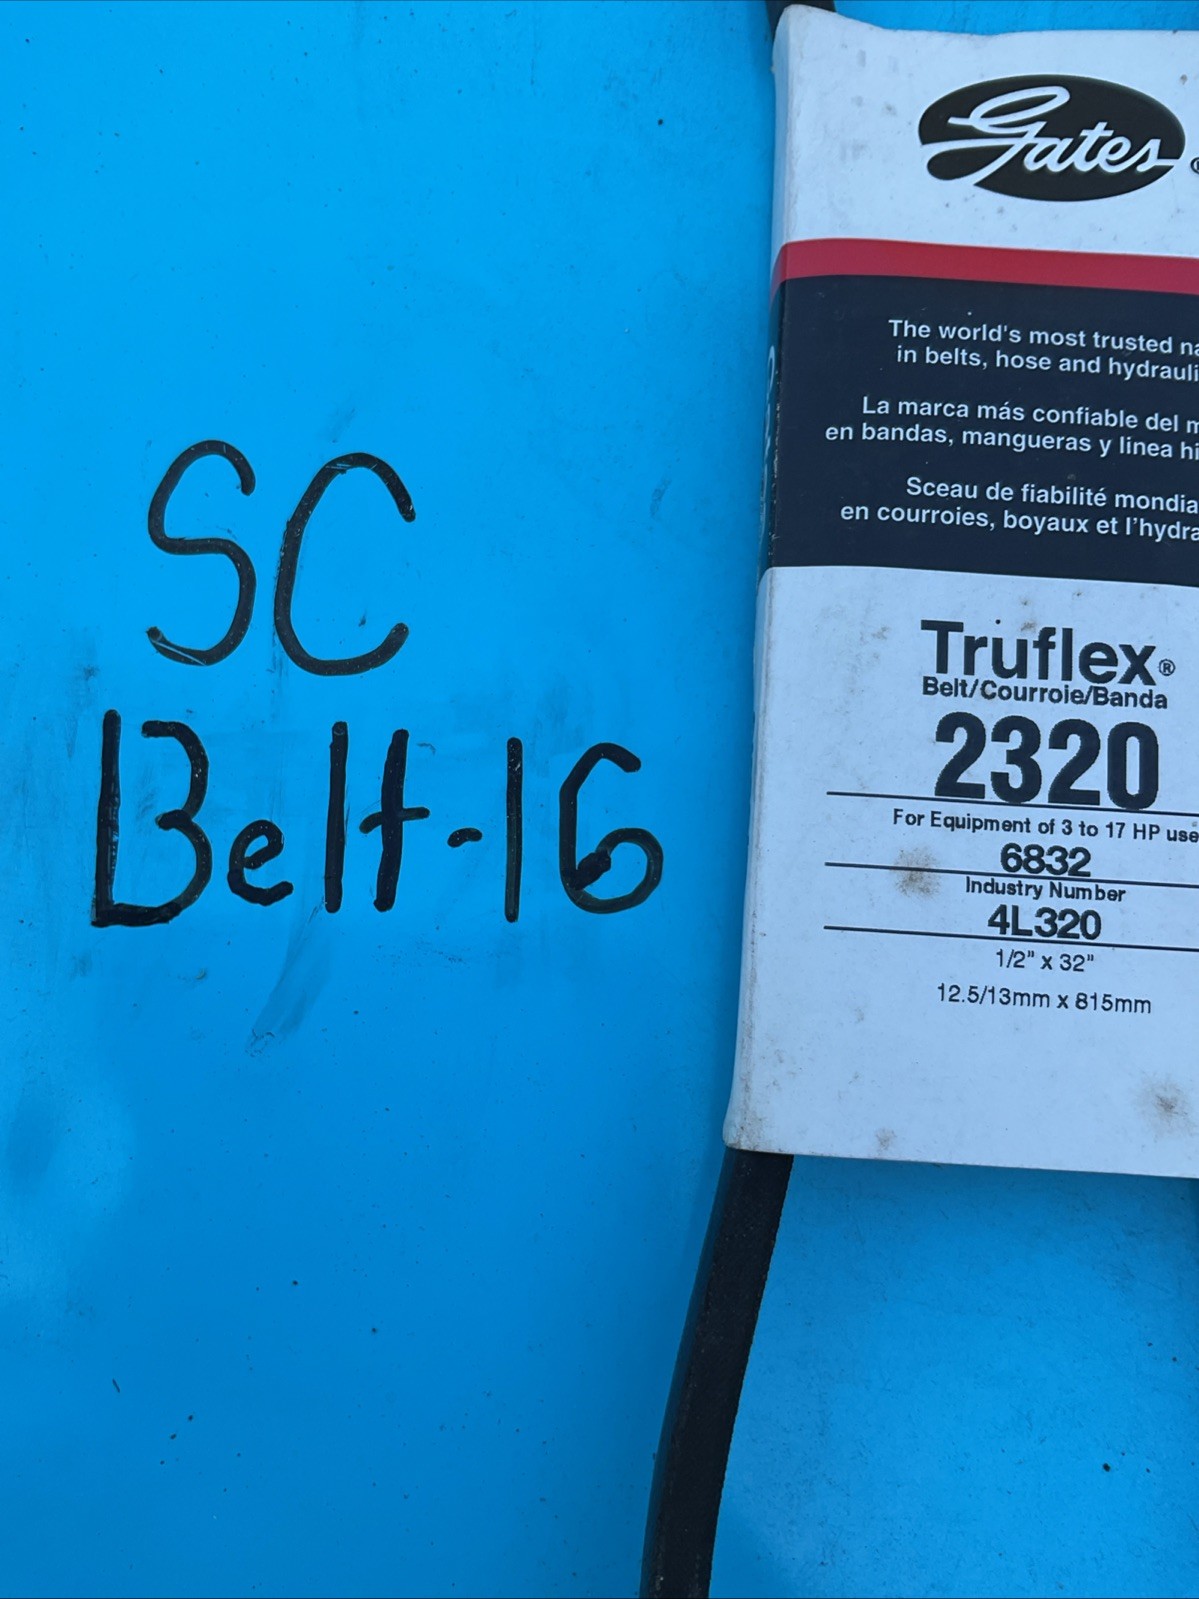 SC
Belt-16
Gates®
The world's most trusted na
in belts, hose and hydrauli
La marca más confiable del m
en bandas, mangueras y linea hi
Sceau de fiabilité mondia
en courroies, boyaux et l'hydra
Truflex®
Belt/Courroie/Banda
2320
For Equipment of 3 to 17 HP use
6832
Industry Number
4L320
1/2" x 32"
12.5/13mm x 815mm